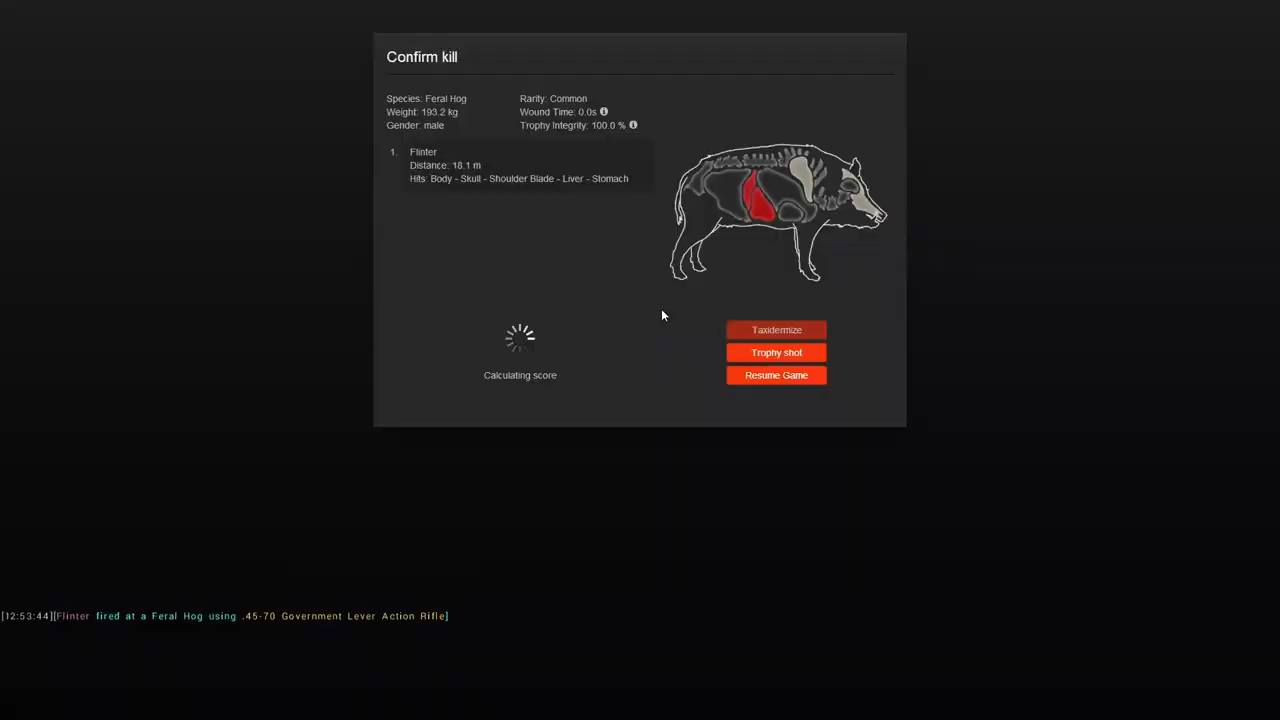 Confirm kill
Species: Feral Hog
Weight: 193.2 kg
Gender: male
Rarity: Common
Wound Time: 0.0s
Trophy Integrity: 100.0 %
1. Flinter
Distance: 18.1 m
Hits: Body - Skull - Shoulder Blade - Liver - Stomach
Calculating score
Taxidermize
Trophy shot
Resume Game
[12:53:44][Flinter fired at a Feral Hog using .45-70 Government Lever Action Rifle]